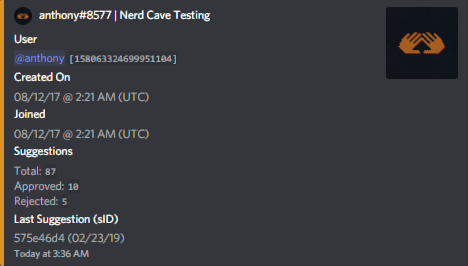 anthony#8577 | Nerd Cave Testing
User
@anthony [158063324699951104]
Created On
08/12/17 @ 2:21 AM (UTC)
Joined
08/12/17 @ 2:21 AM (UTC)
Suggestions
Total: 87
Approved: 10
Rejected: 5
Last Suggestion (sID)
575e46d4 (02/23/19)
Today at 3:36 AM